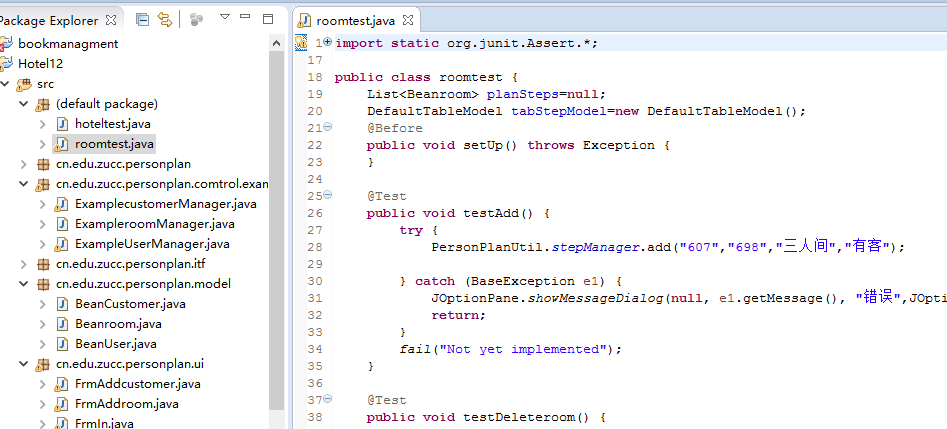 Package Explorer
roomtest.java
bookmanagment
Hotel12
src
(default package)
hoteltest.java
roomtest.java
cn.edu.zucc.personplan
cn.edu.zucc.personplan.comtrol.exam
ExamplecustomerManager.java
ExampleroomManager.java
ExampleUserManager.java
cn.edu.zucc.personplan.itf
cn.edu.zucc.personplan.model
BeanCustomer.java
Beanroom.java
BeanUser.java
cn.edu.zucc.personplan.ui
FrmAddcustomer.java
FrmAddroom.java
FrmIn.java
1 import static org.junit.Assert.*;
17
18 public class roomtest {
19 List<Beanroom> planSteps=null;
20 DefaultTableModel tabStepModel=new DefaultTableModel();
21 @Before
22 public void setUp() throws Exception {
23 }
24
25 @Test
26 public void testAdd() {
27 try {
28 PersonPlanUtil.stepManager.add("607","698","三人间","有客");
29
30 } catch (BaseException e1) {
31 JOptionPane.showMessageDialog(null, e1.getMessage(), "错误",JOpti
32 return;
33 }
34 fail("Not yet implemented");
35 }
36
37 @Test
38 public void testDeleteroom() {